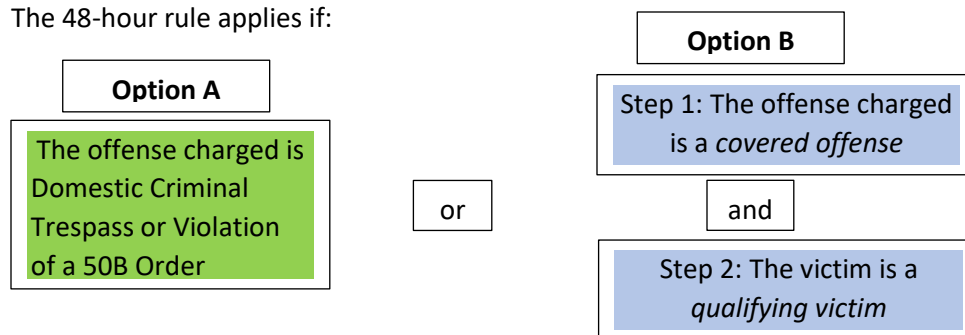 The 48-hour rule applies if:
Option A
The offense charged is
Domestic Criminal
Trespass or Violation
of a 50B Order
or
Option B
Step 1: The offense charged
is a covered offense
and
Step 2: The victim is a
qualifying victim